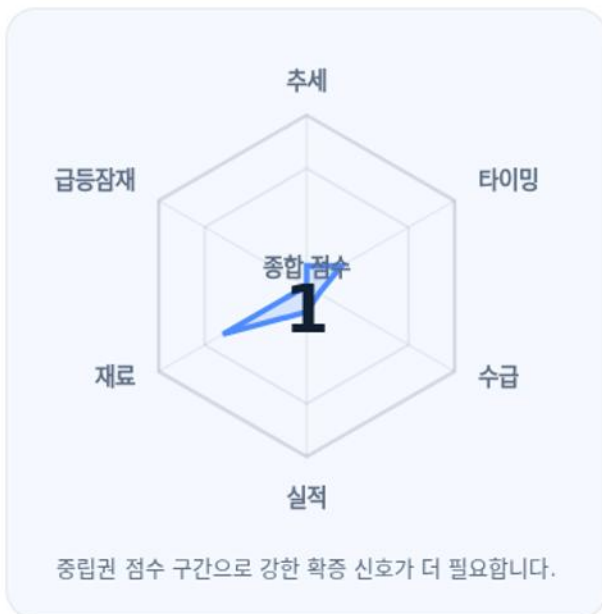 추세
급등잠재
타이밍
종합 점수
1
재료
수급
실적
중립권 점수 구간으로 강한 확증 신호가 더 필요합니다.